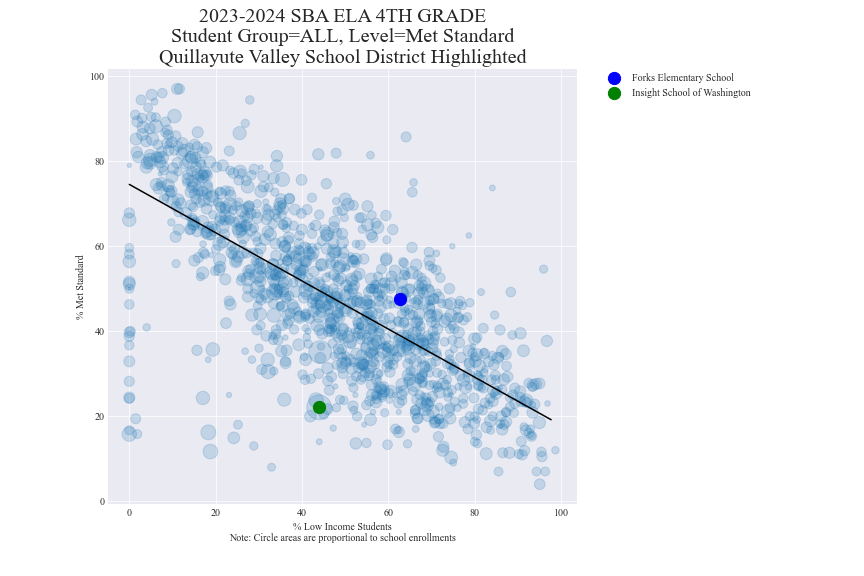 2023-2024 SBA ELA 4TH GRADE
Student Group=ALL, Level=Met Standard
Quillayute Valley School District Highlighted
Forks Elementary School
Insight School of Washington
100
80
60
40
20
0
% Met Standard
0 20 40 60 80 100
% Low Income Students
Note: Circle areas are proportional to school enrollments